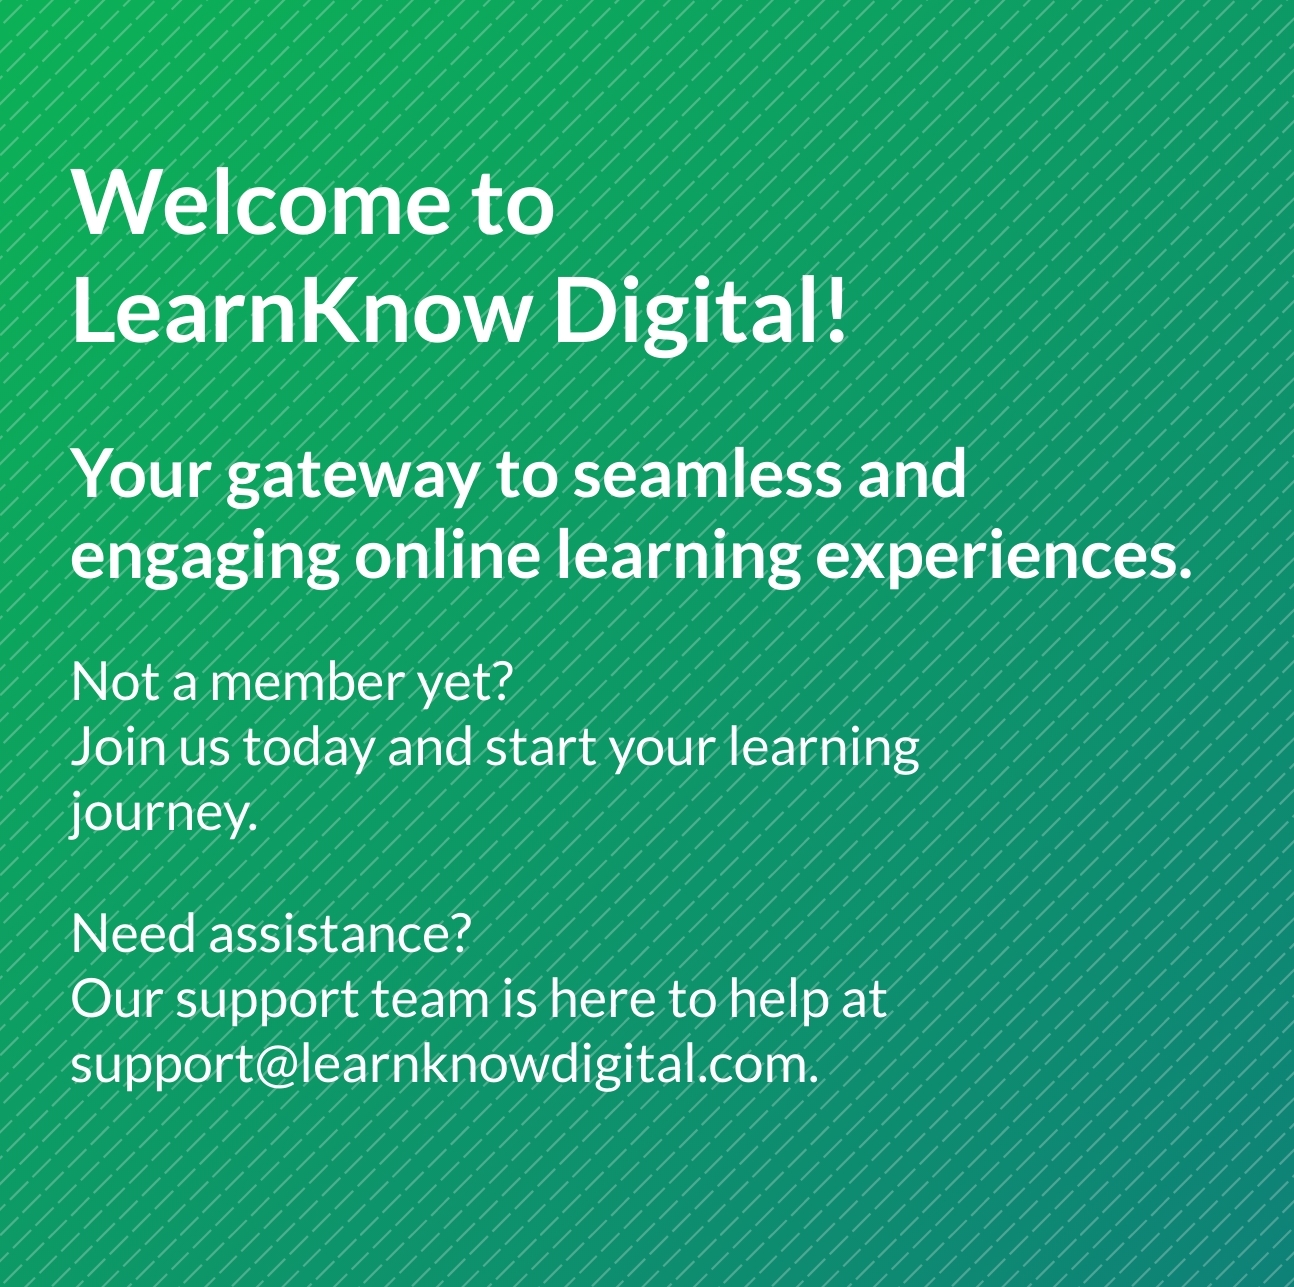 Welcome to
LearnKnow Digital!
Your gateway to seamless and
engaging online learning experiences.
Not a member yet?
Join us today and start your learning
journey.
Need assistance?
Our support team is here to help at
support@learnknowdigital.com.